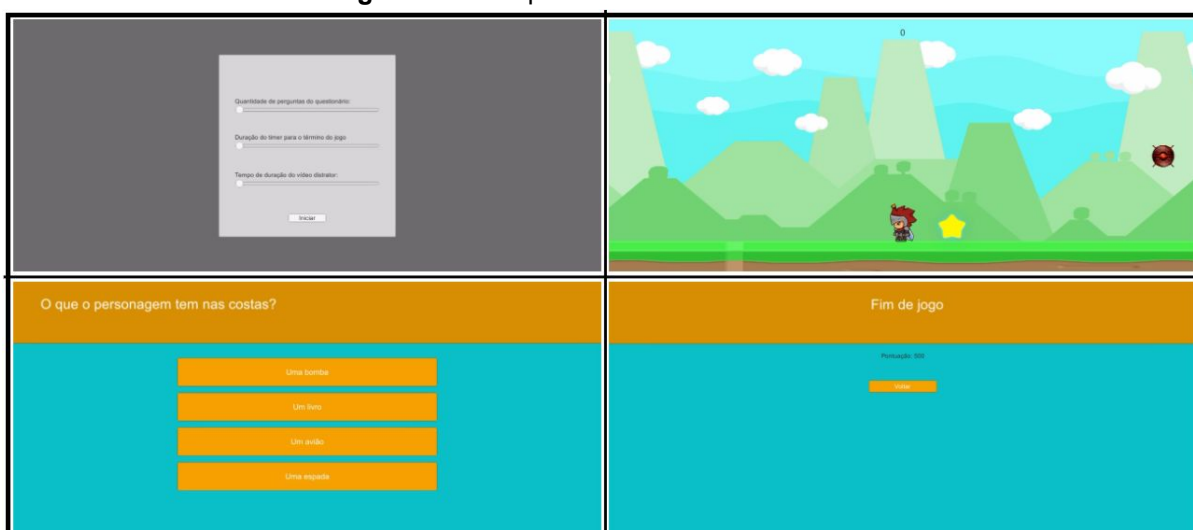 Quantidade de perguntas do questionário:
Duração do timer para o término do jogo
Tempo de duração do vídeo distrator:
Iniciar
0
O que o personagem tem nas costas?
Uma bomba
Um livro
Um avião
Uma espada
Fim de jogo
Pontuação:
Voltar